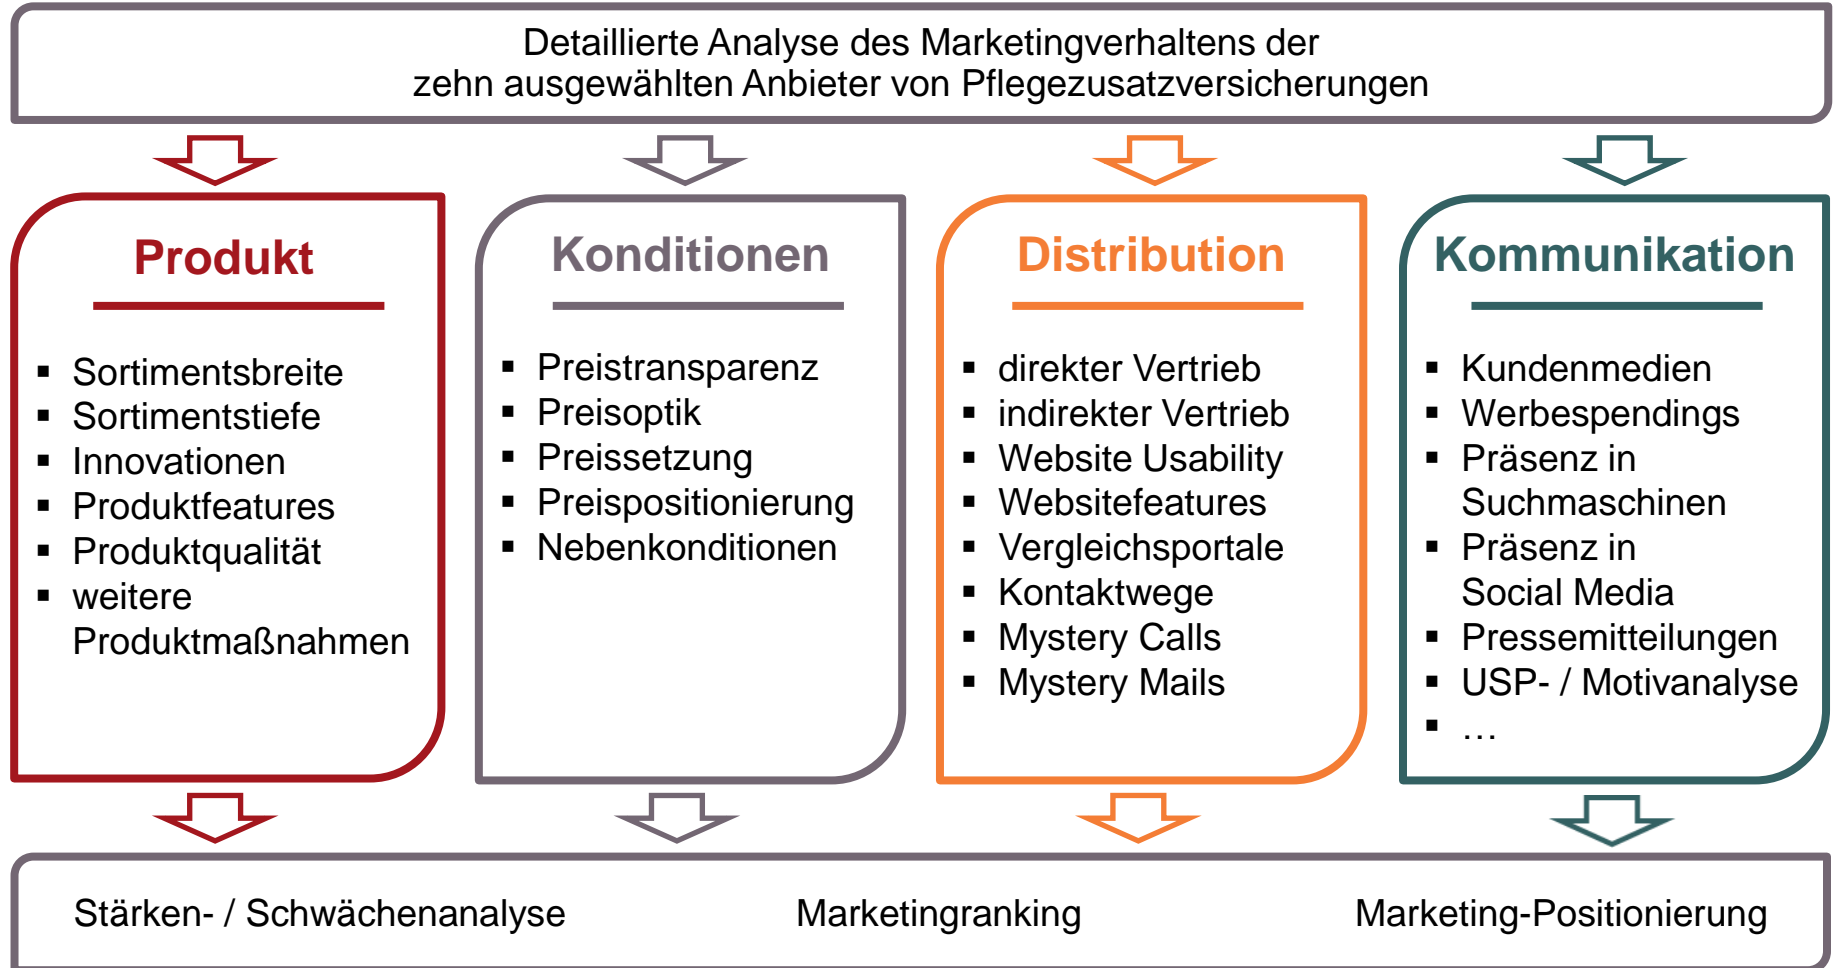 Detaillierte Analyse des Marketingverhaltens der
zehn ausgewählten Anbieter von Pflegezusatzversicherungen
Produkt
▪ Sortimentsbreite
▪ Sortimentstiefe
▪ Innovationen
▪ Produktfeatures
▪ Produktqualität
▪ weitere
Produktmaßnahmen
Konditionen
▪ Preistransparenz
▪ Preisoptik
▪ Preissetzung
▪ Preispositionierung
▪ Nebenkonditionen
Distribution
▪ direkter Vertrieb
▪ indirekter Vertrieb
▪ Website Usability
▪ Websitefeatures
▪ Vergleichsportale
▪ Kontaktwege
▪ Mystery Calls
▪ Mystery Mails
Kommunikation
▪ Kundenmedien
▪ Werbespendings
▪ Präsenz in
Suchmaschinen
▪ Präsenz in
Social Media
▪ Pressemitteilungen
▪ USP- / Motivanalyse
▪ …
Stärken- / Schwächenanalyse
Marketingranking
Marketing-Positionierung